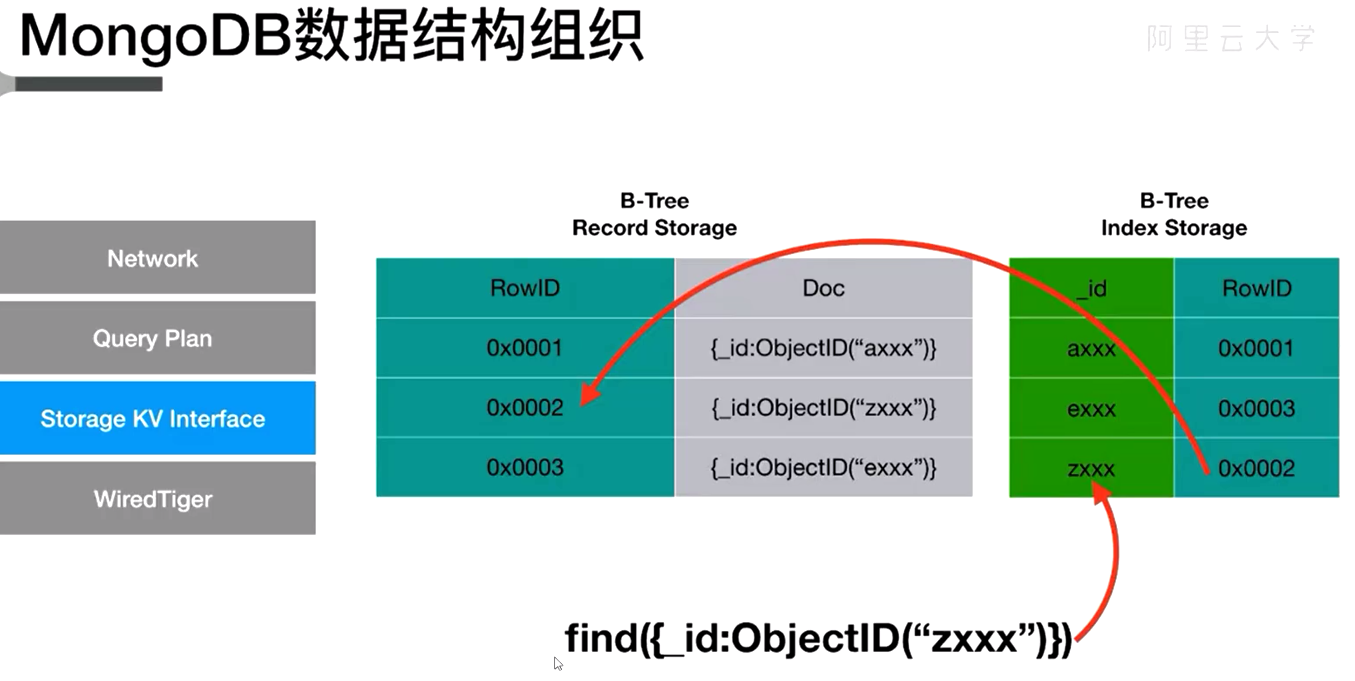 MongoDB数据结构组织
阿里云大学
Network
Query Plan
Storage KV Interface
WiredTiger
B-Tree
Record Storage
RowID Doc
0x0001 {_id:ObjectID(“axxx”)}
0x0002 {_id:ObjectID(“zxxx”)}
0x0003 {_id:ObjectID(“exxx”)}
B-Tree
Index Storage
_id RowID
axxx 0x0001
exxx 0x0003
zxxx 0x0002
find({_id:ObjectID(“zxxx”)})